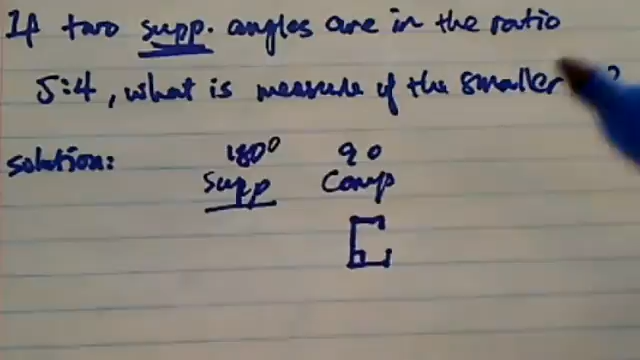 If two supp. angles are in the ratio
5:4, what is measure of the smaller ?
solution: 180° 90
Supp Comp